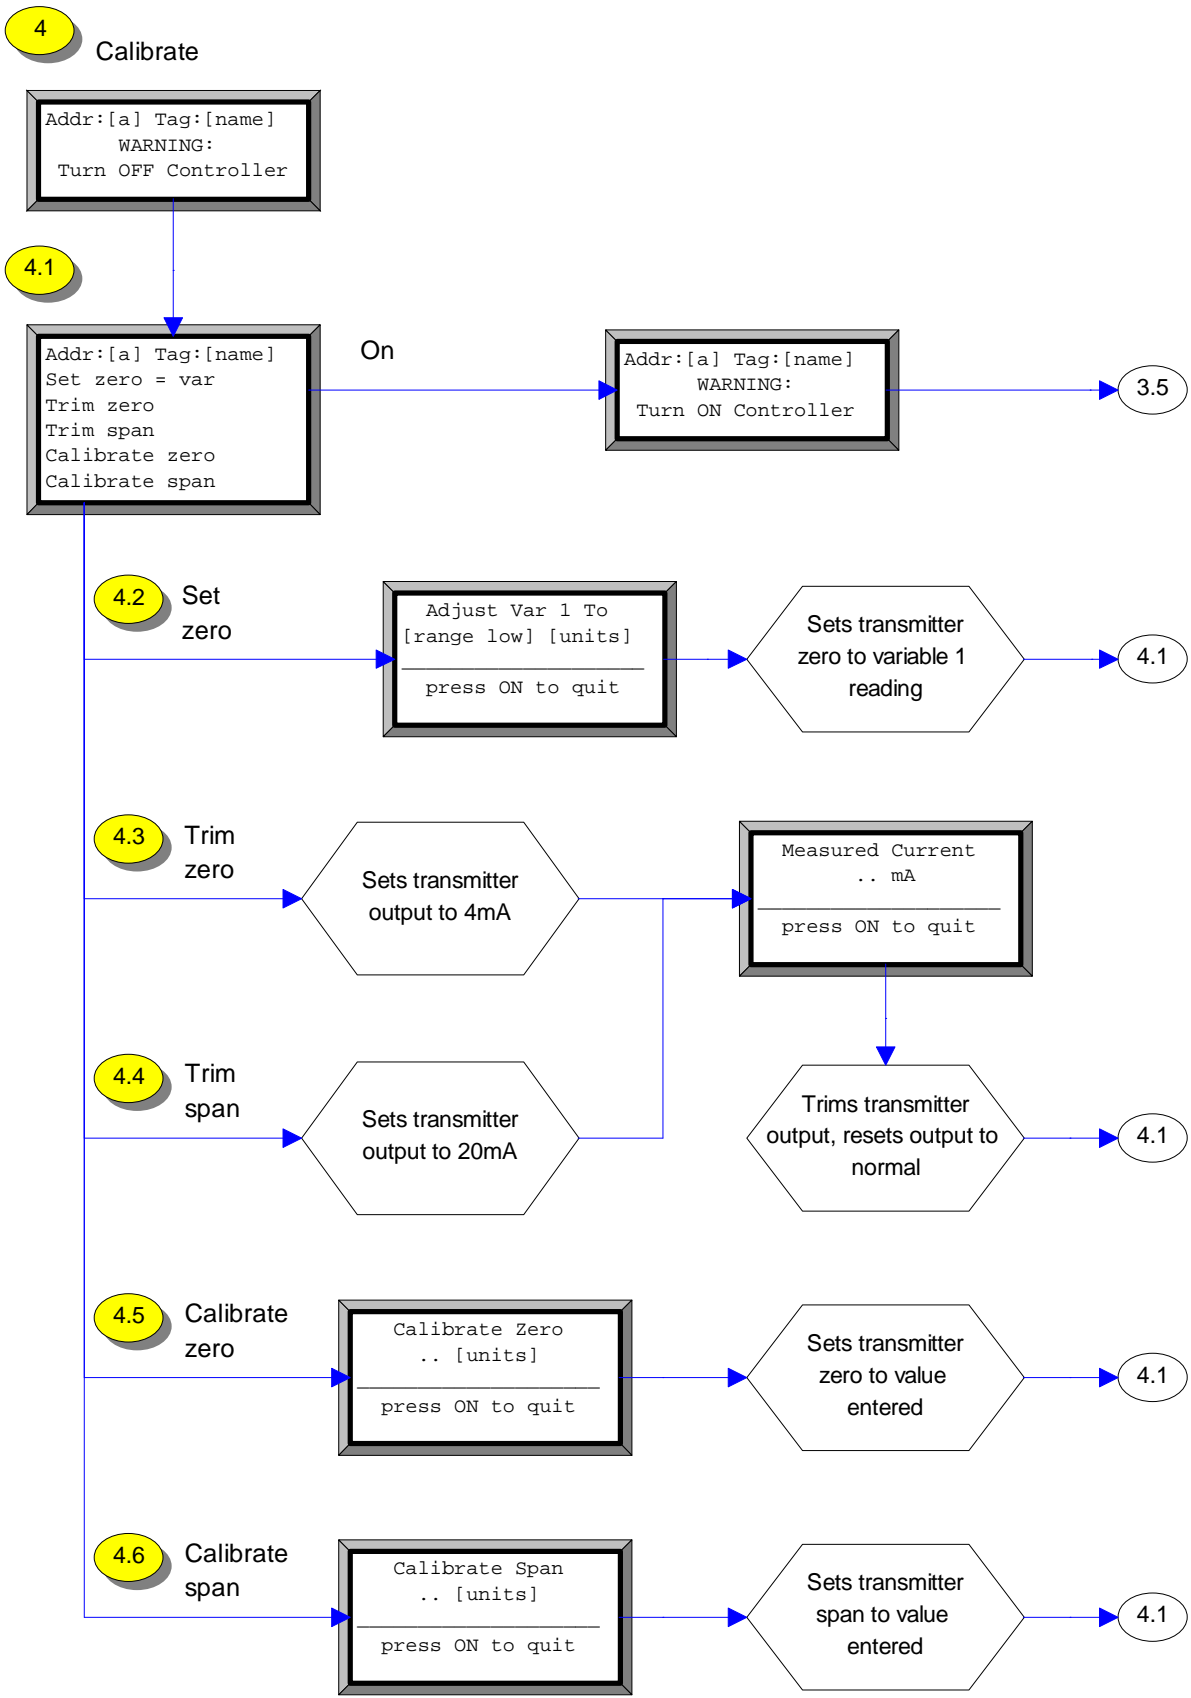 4
Calibrate
Addr:[a] Tag:[name]
WARNING:
Turn OFF Controller
4.1
Addr:[a] Tag:[name]
Set zero = var
Trim zero
Trim span
Calibrate zero
Calibrate span
On
Addr:[a] Tag:[name]
WARNING:
Turn ON Controller
3.5
4.2
Set
zero
Adjust Var 1 To
[range low] [units]
press ON to quit
Sets transmitter
zero to variable 1
reading
4.1
4.3
Trim
zero
Sets transmitter
output to 4mA
Measured Current
.. mA
press ON to quit
4.4
Trim
span
Sets transmitter
output to 20mA
Trims transmitter
output, resets output to
normal
4.1
4.5
Calibrate
zero
Calibrate Zero
.. [units]
press ON to quit
Sets transmitter
zero to value
entered
4.1
4.6
Calibrate
span
Calibrate Span
.. [units]
press ON to quit
Sets transmitter
span to value
entered
4.1